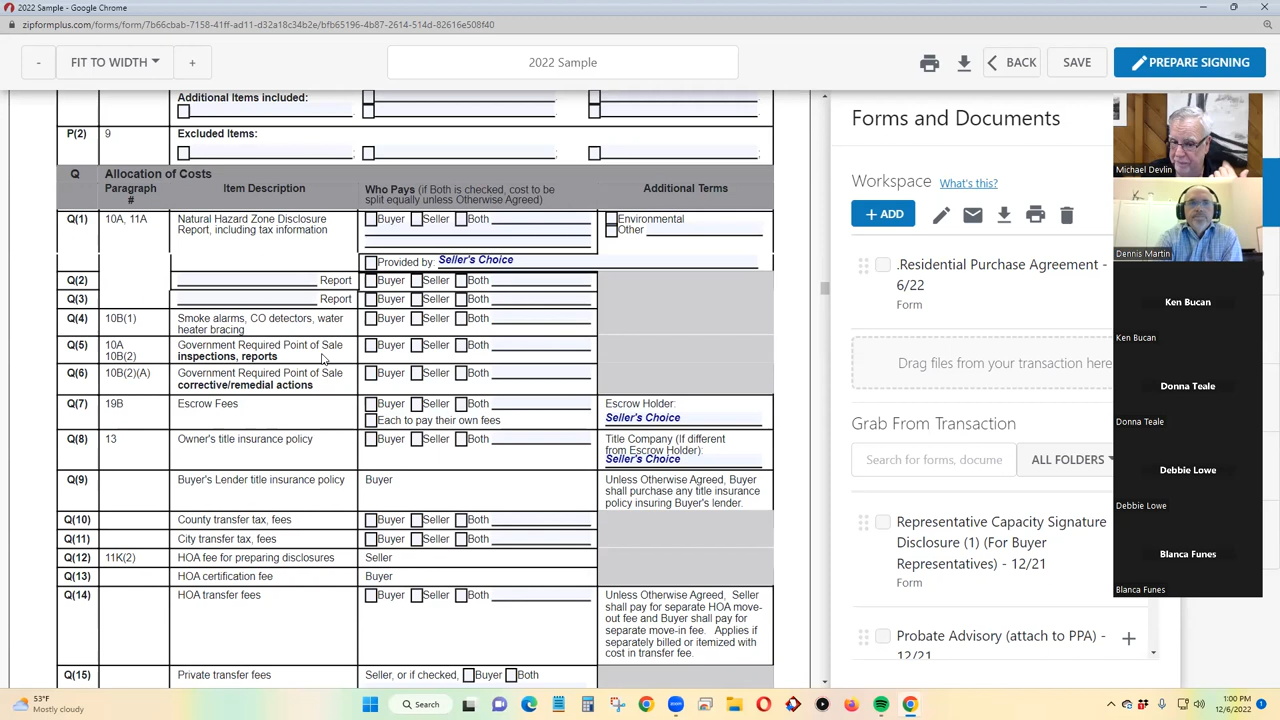 2022 Sample - Google Chrome
zipformplus.com/forms/form/7b66cbab-7158-41ff-ad11-d32a18c34b2e/bfb65196-4b87-2614-514d-82616e508f40
- FIT TO WIDTH + 2022 Sample BACK SAVE PREPARE SIGNING
Additional Items included:
P(2) 9 Excluded Items:
; ; ;
Q Allocation of Costs
Paragraph # Item Description Who Pays (if Both is checked, cost to be split equally unless Otherwise Agreed) Additional Terms
Q(1) 10A, 11A Natural Hazard Zone Disclosure Buyer Seller Both Environmental
Report, including tax information Other
Provided by: Seller's Choice
Q(2) Report Buyer Seller Both
Q(3) Report Buyer Seller Both
Q(4) 10B(1) Smoke alarms, CO detectors, water Buyer Seller Both
heater bracing
Q(5) 10A Government Required Point of Sale Buyer Seller Both
10B(2) inspections, reports
Q(6) 10B(2)(A) Government Required Point of Sale Buyer Seller Both
corrective/remedial actions
Q(7) 19B Escrow Fees Buyer Seller Both Escrow Holder:
Each to pay their own fees Seller's Choice
Q(8) 13 Owner's title insurance policy Buyer Seller Both Title Company (If different
from Escrow Holder):
Seller's Choice
Q(9) Buyer's Lender title insurance policy Buyer Unless Otherwise Agreed, Buyer
shall purchase any title insurance
policy insuring Buyer's lender.
Q(10) County transfer tax, fees Buyer Seller Both
Q(11) City transfer tax, fees Buyer Seller Both
Q(12) 11K(2) HOA fee for preparing disclosures Seller
Q(13) HOA certification fee Buyer
Q(14) HOA transfer fees Buyer Seller Both Unless Otherwise Agreed, Seller
shall pay for separate HOA move-
out fee and Buyer shall pay for
separate move-in fee. Applies if
separately billed or itemized with
cost in transfer fee.
Q(15) Private transfer fees Seller, or if checked, Buyer Both
Forms and Documents
Workspace What's this?
+ ADD
.Residential Purchase Agreement -
6/22
Form
Drag files from your transaction here
Grab From Transaction
Search for forms, docume ALL FOLDERS
Representative Capacity Signature
Disclosure (1) (For Buyer
Representatives) - 12/21
Form
Probate Advisory (attach to PPA) -
12/21
Michael Devlin
Dennis Martin
Ken Bucan
Ken Bucan
Donna Teale
Donna Teale
Debbie Lowe
Debbie Lowe
Blanca Funes
Blanca Funes
53°F
Mostly cloudy
Search
1:00 PM
12/6/2022